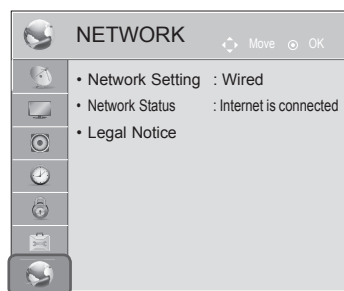 NETWORK Move OK
• Network Setting : Wired
• Network Status : Internet is connected
• Legal Notice